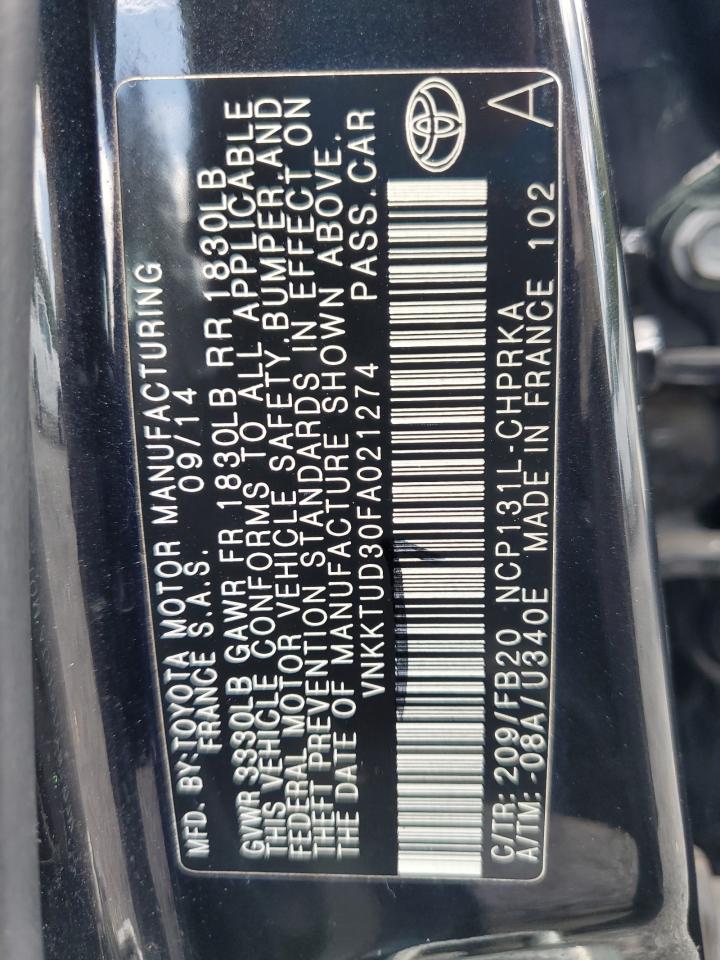 MFD. BY:TOYOTA MOTOR MANUFACTURING
FRANCE S.A.S. 09/14
GVWR 3330LB GAWR FR 1830LB RR 1830LB
THIS VEHICLE CONFORMS TO ALL APPLICABLE
FEDERAL MOTOR VEHICLE SAFETY,BUMPER,AND
THEFT PREVENTION STANDARDS IN EFFECT ON
THE DATE OF MANUFACTURE SHOWN ABOVE.
VNKKTUD30FA021274 PASS.CAR
C/TR: 209/FB20 NCP131L-CHPRKA
A/TM: -08A/U340E MADE IN FRANCE 102
A